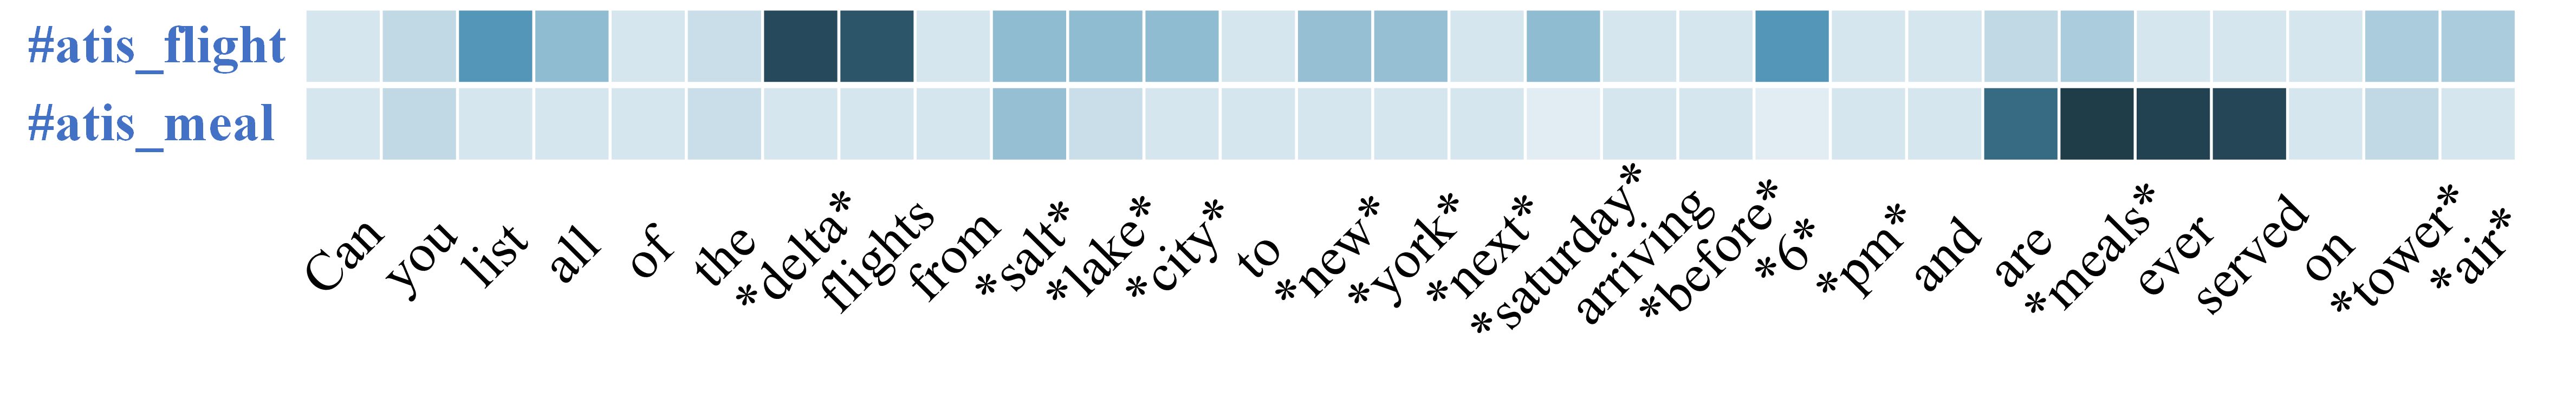 #atis_flight
#atis_meal
Can you list all of the *delta* flights from *salt* *lake* *city* to *new* *york* *next* *saturday* arriving *before* *6* *pm* and are *meals* ever served on *tower* *air*